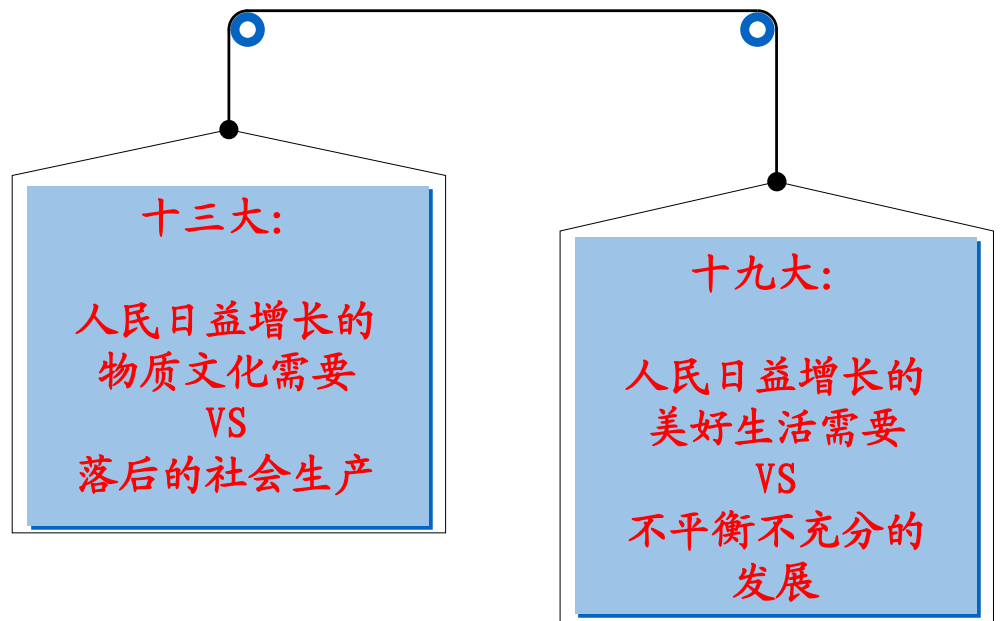 十三大:
人民日益增长的
物质文化需要
VS
落后的社会生产
十九大:
人民日益增长的
美好生活需要
VS
不平衡不充分的
发展